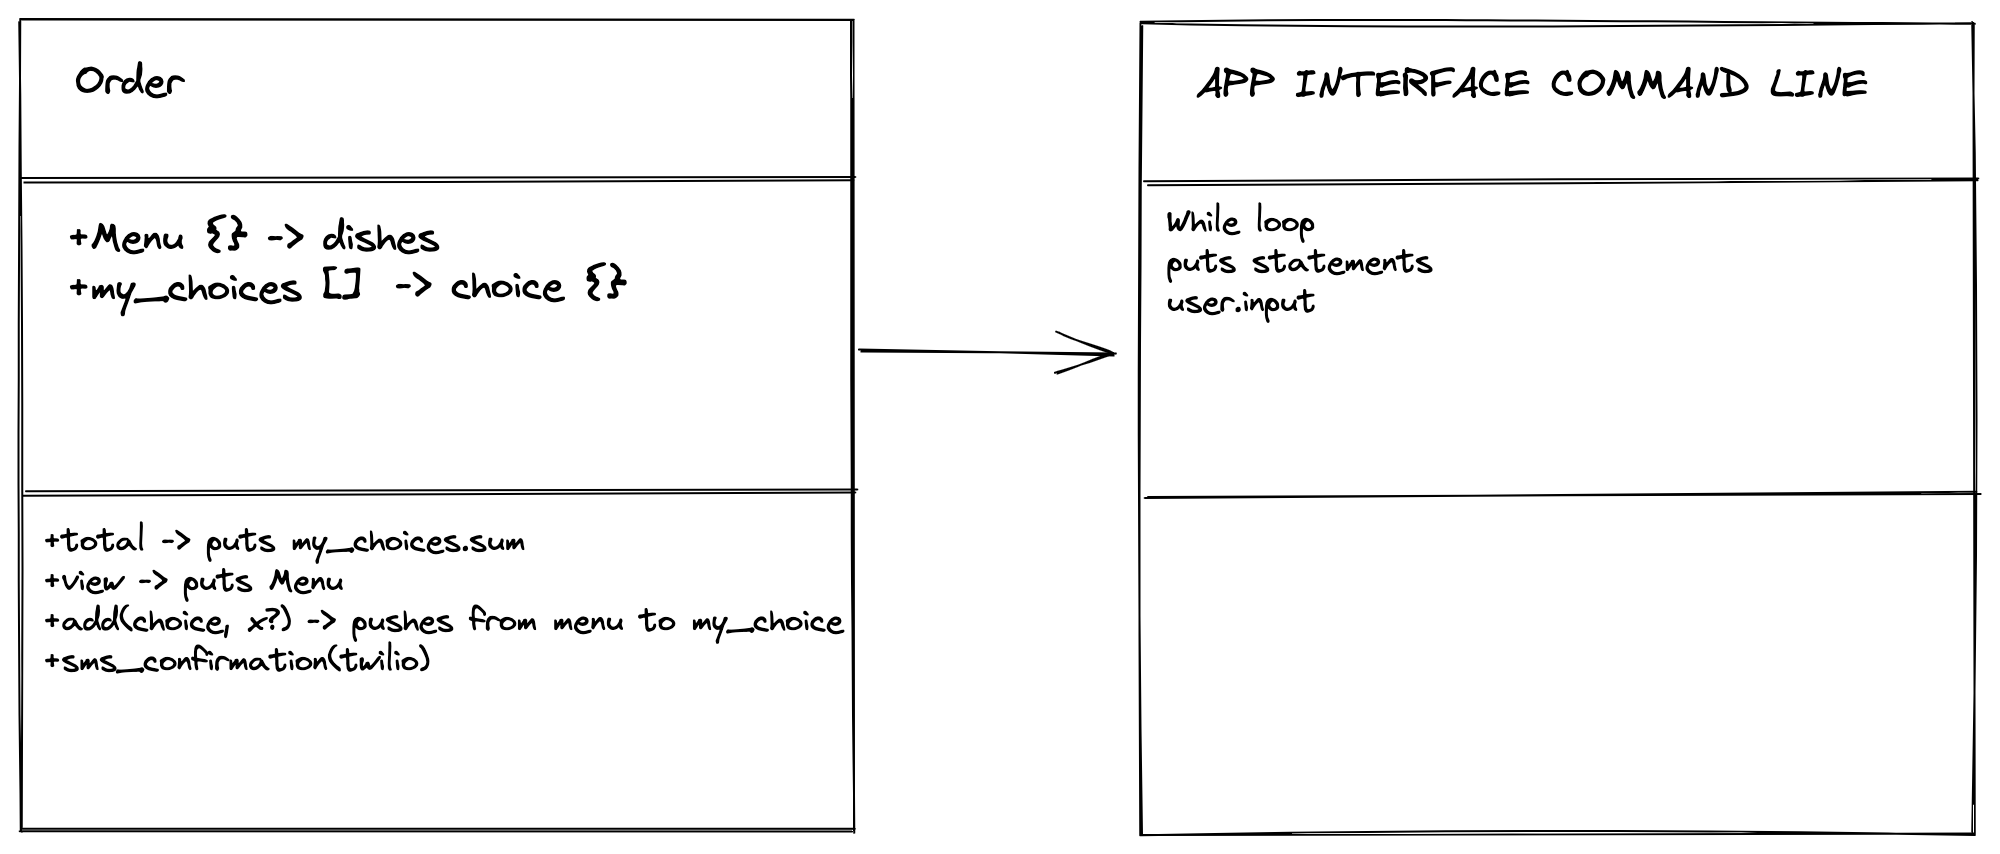 Order
+Menu {} -> dishes
+my_choices [] -> choice {}
+total -> puts my_choices.sum
+view -> puts Menu
+add(choice, x?) -> pushes from menu to my_choice
+sms_confirmation(twilio)
APP INTERFACE COMMAND LINE
While loop
puts statements
user.input